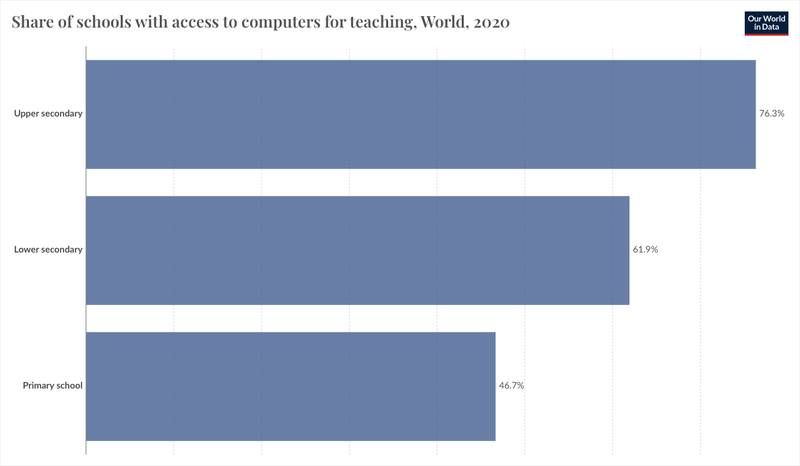 Share of schools with access to computers for teaching, World, 2020
Our World
in Data
Upper secondary
76.3%
Lower secondary
61.9%
Primary school
46.7%